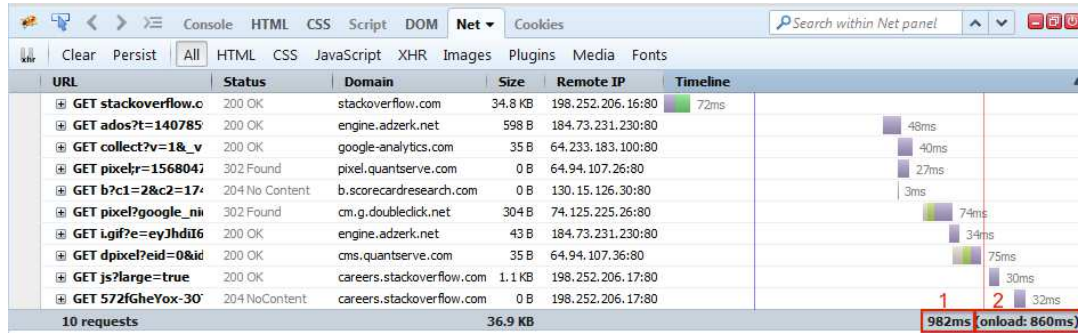 Console HTML CSS Script DOM Net Cookies Search within Net panel
xhr Clear Persist All HTML CSS JavaScript XHR Images Plugins Media Fonts
URL Status Domain Size Remote IP Timeline
GET stackoverflow.c 200 OK stackoverflow.com 34.8 KB 198.252.206.16:80 72ms
GET ados?t=140785 200 OK engine.adzerk.net 598 B 184.73.231.230:80 48ms
GET collect?v=1&_v 200 OK google-analytics.com 35 B 64.233.183.100:80 40ms
GET pixel;r=1568047 302 Found pixel.quantserve.com 0 B 64.94.107.26:80 27ms
GET b?c1=2&c2=174 204 No Content b.scorecardresearch.com 0 B 130.15.126.30:80 3ms
GET pixel?google_ni 302 Found cm.g.doubleclick.net 304 B 74.125.225.26:80 74ms
GET i.gif?e=eyJhdiI6 200 OK engine.adzerk.net 43 B 184.73.231.230:80 34ms
GET dpixel?eid=0&id 200 OK cms.quantserve.com 35 B 64.94.107.36:80 75ms
GET js?large=true 200 OK careers.stackoverflow.com 1.1 KB 198.252.206.17:80 30ms
GET 572fGheYox-3O 204 NoContent careers.stackoverflow.com 0 B 198.252.206.17:80 32ms
1 2
10 requests 36.9 KB 982ms (onload: 860ms)